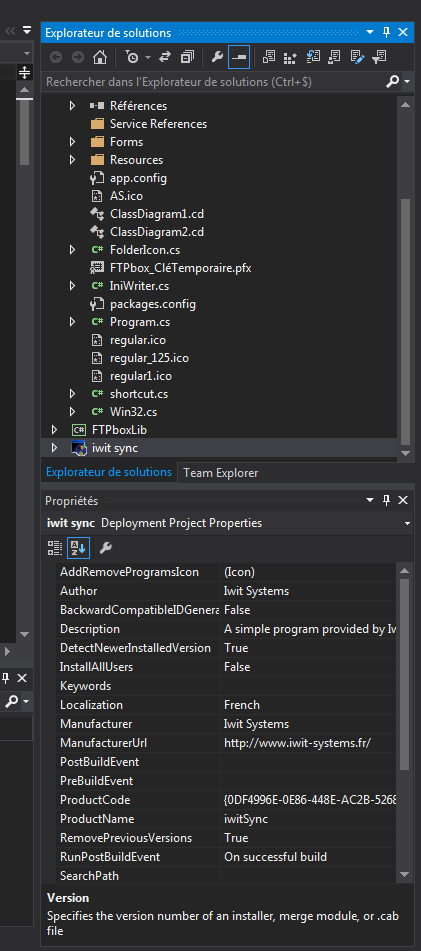 Explorateur de solutions
Rechercher dans l'Explorateur de solutions (Ctrl+$)
Références
Service References
Forms
Resources
app.config
AS.ico
ClassDiagram1.cd
ClassDiagram2.cd
C# FolderIcon.cs
FTPbox_CléTemporaire.pfx
C# IniWriter.cs
packages.config
C# Program.cs
regular.ico
regular_125.ico
regular1.ico
C# shortcut.cs
C# Win32.cs
C# FTPboxLib
iwit sync
Explorateur de solutions Team Explorer
Propriétés
iwit sync Deployment Project Properties
AddRemoveProgramsIcon (Icon)
Author Iwit Systems
BackwardCompatibleIDGenera False
Description A simple program provided by Iw
DetectNewerInstalledVersion True
InstallAllUsers False
Keywords
Localization French
Manufacturer Iwit Systems
ManufacturerUrl http://www.iwit-systems.fr/
PostBuildEvent
PreBuildEvent
ProductCode {0DF4996E-0E86-448E-AC2B-5268
ProductName iwitSync
RemovePreviousVersions True
RunPostBuildEvent On successful build
SearchPath
Version
Specifies the version number of an installer, merge module, or .cab
file